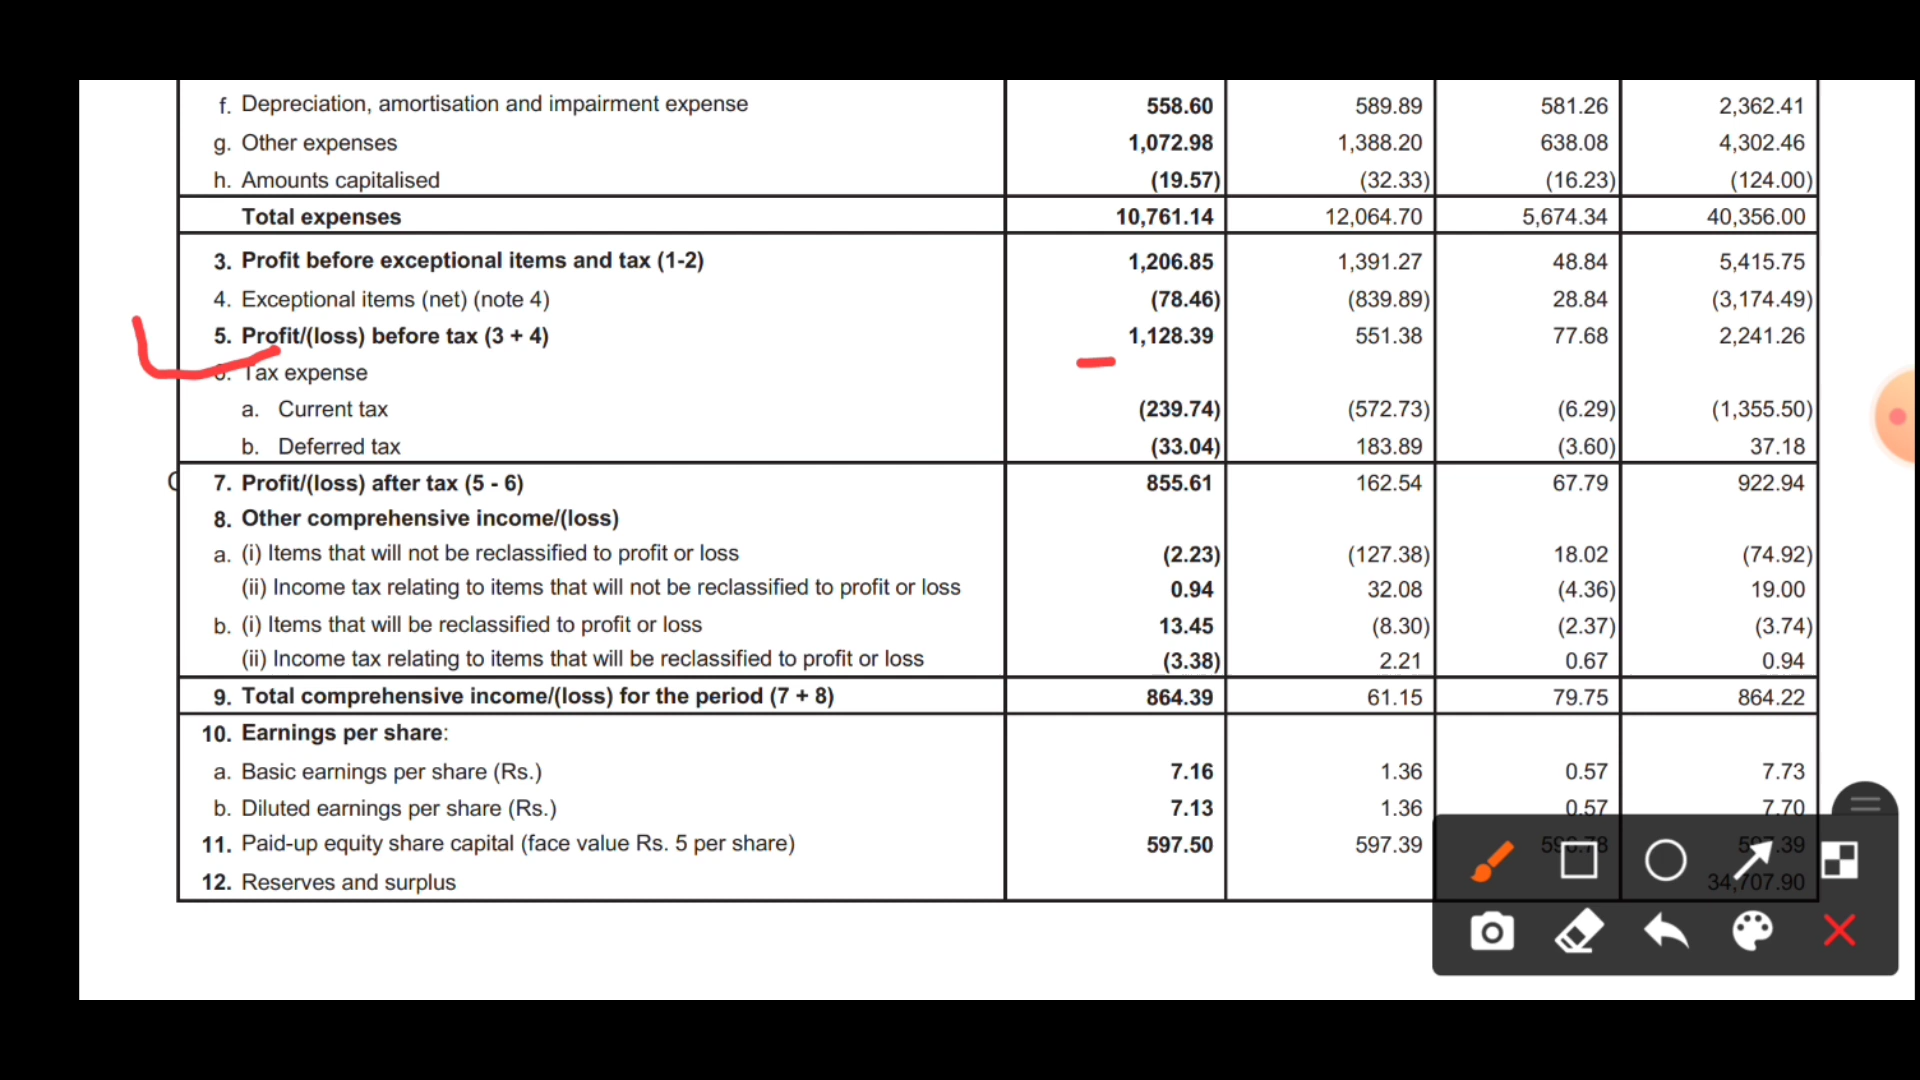 f. Depreciation, amortisation and impairment expense 558.60 589.89 581.26 2,362.41
g. Other expenses 1,072.98 1,388.20 638.08 4,302.46
h. Amounts capitalised (19.57) (32.33) (16.23) (124.00)
Total expenses 10,761.14 12,064.70 5,674.34 40,356.00
3. Profit before exceptional items and tax (1-2) 1,206.85 1,391.27 48.84 5,415.75
4. Exceptional items (net) (note 4) (78.46) (839.89) 28.84 (3,174.49)
5. Profit/(loss) before tax (3 + 4) 1,128.39 551.38 77.68 2,241.26
6. Tax expense
a. Current tax (239.74) (572.73) (6.29) (1,355.50)
b. Deferred tax (33.04) 183.89 (3.60) 37.18
7. Profit/(loss) after tax (5 - 6) 855.61 162.54 67.79 922.94
8. Other comprehensive income/(loss)
a. (i) Items that will not be reclassified to profit or loss (2.23) (127.38) 18.02 (74.92)
(ii) Income tax relating to items that will not be reclassified to profit or loss 0.94 32.08 (4.36) 19.00
b. (i) Items that will be reclassified to profit or loss 13.45 (8.30) (2.37) (3.74)
(ii) Income tax relating to items that will be reclassified to profit or loss (3.38) 2.21 0.67 0.94
9. Total comprehensive income/(loss) for the period (7 + 8) 864.39 61.15 79.75 864.22
10. Earnings per share:
a. Basic earnings per share (Rs.) 7.16 1.36 0.57 7.73
b. Diluted earnings per share (Rs.) 7.13 1.36 0.57 7.70
11. Paid-up equity share capital (face value Rs. 5 per share) 597.50 597.39
12. Reserves and surplus 34,707.90